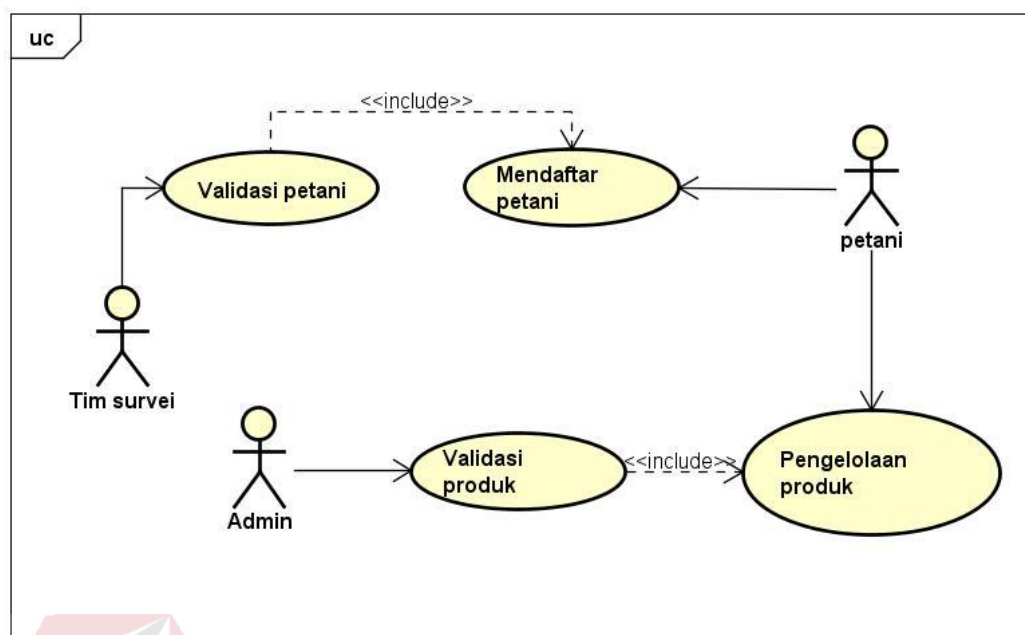 uc
<<include>>
Validasi petani
Mendaftar
petani
petani
Tim survei
Admin
Validasi
produk
<<include>>
Pengelolaan
produk